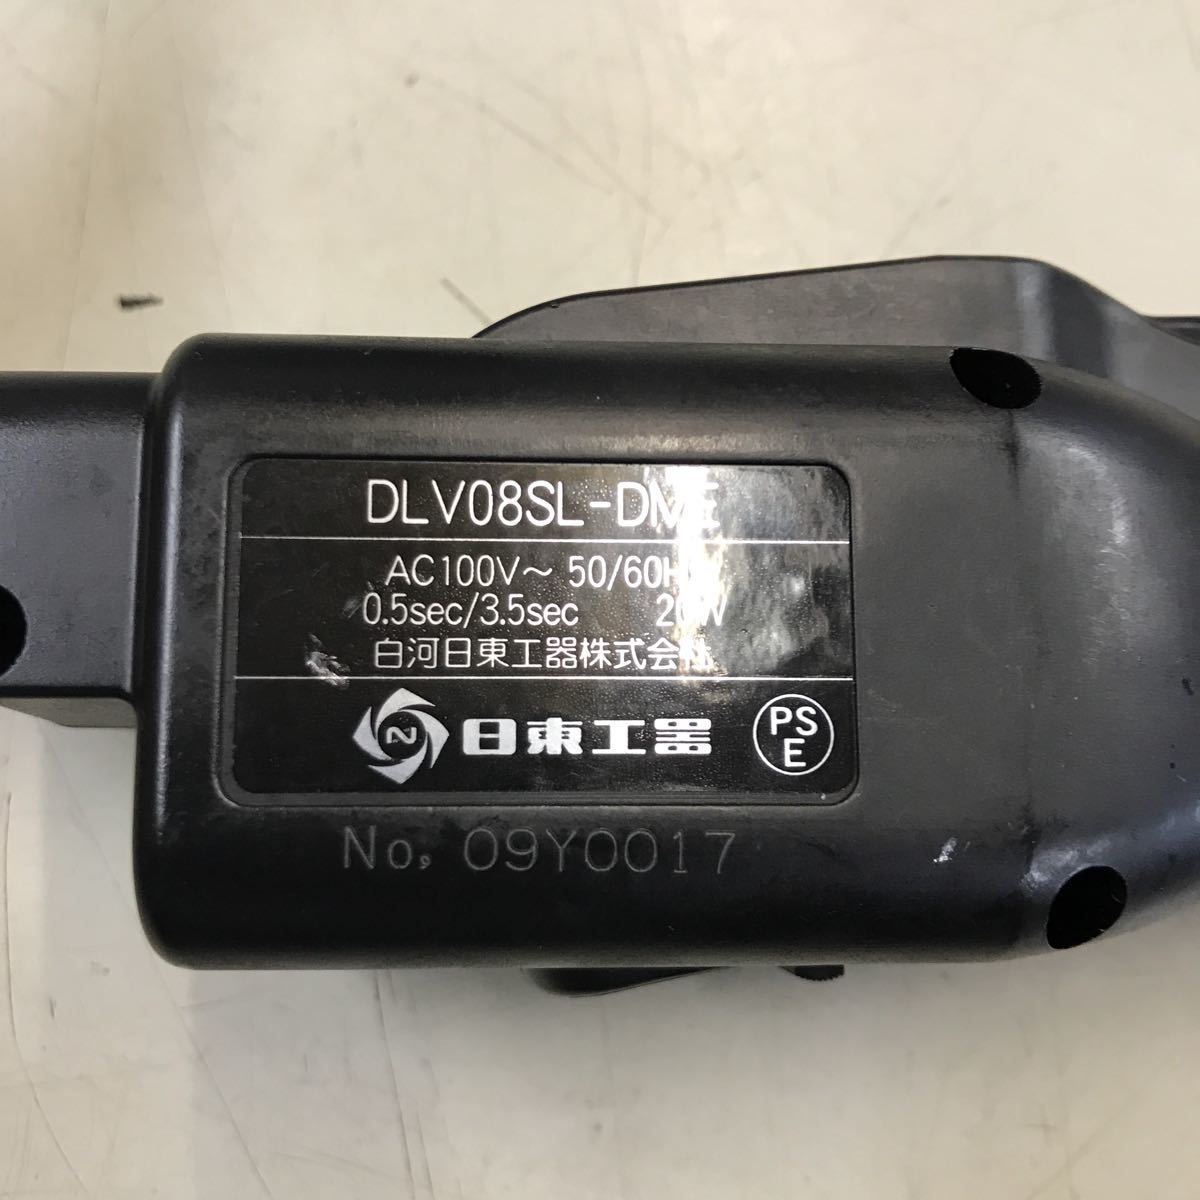 DLV08SL-DME
AC100V～ 50/60Hz
0.5sec/3.5sec 20W
白河日東工器株式会社
N 日東工器
PS
E
No. 09Y0017